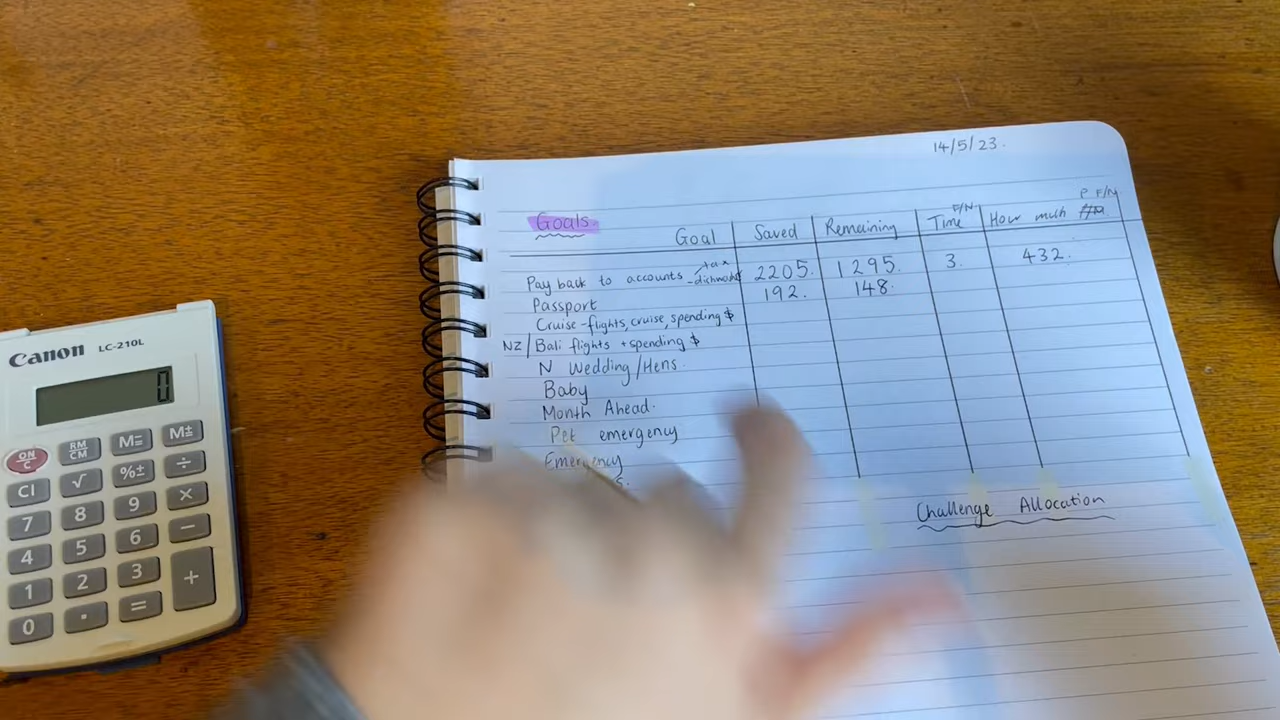 14/5/23.
Goals.
Goal Saved Remaining Time F/N How much P F/N
Pay back to accounts tax - 2205. 1295. 3. 432.
Passport 192. 148.
Cruise - flights, cruise, spending $
NZ / Bali flights + spending $
N Wedding / Hens.
Baby
Month Ahead.
Pet emergency
Emergency
Challenge Allocation
Canon LC-210L
0
ON/C RM/CM M= M±
CI √ %± ÷
7 8 9 ×
4 5 6 −
1 2 3 +
0 . =